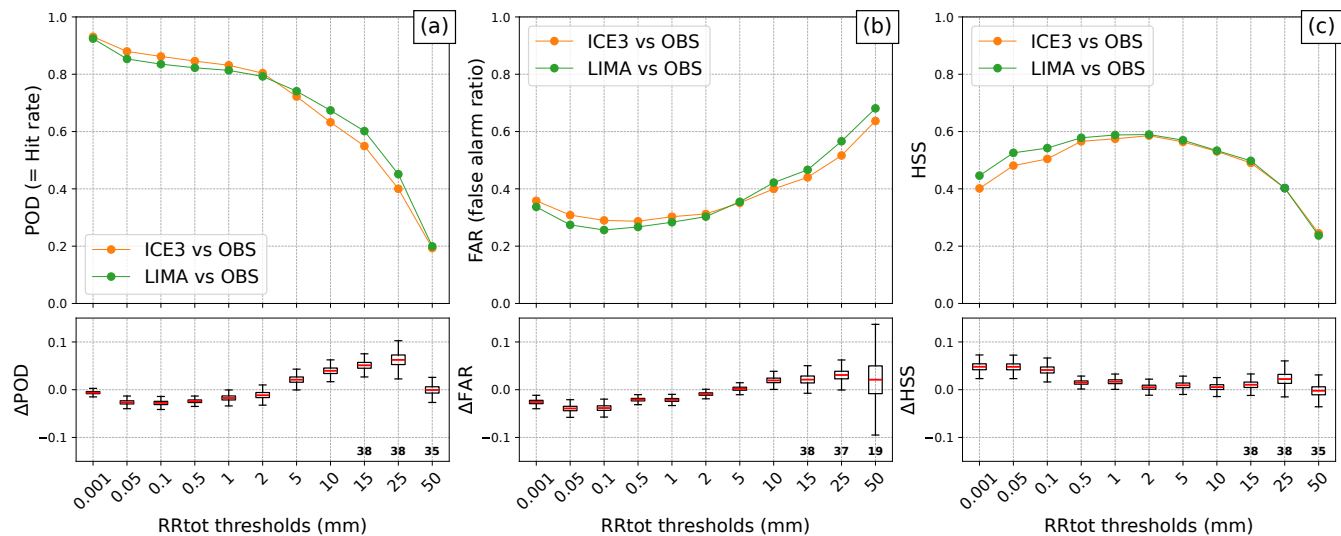 (a)
POD (= Hit rate)
1.0
0.8
0.6
0.4
0.2
0.0
ICE3 vs OBS
LIMA vs OBS
ΔPOD
0.1
0.0
−0.1
38 38 35
0.001 0.05 0.1 0.5 1 2 5 10 15 25 50
RRtot thresholds (mm)
(b)
FAR (false alarm ratio)
1.0
0.8
0.6
0.4
0.2
0.0
ICE3 vs OBS
LIMA vs OBS
ΔFAR
0.1
0.0
−0.1
38 37 19
0.001 0.05 0.1 0.5 1 2 5 10 15 25 50
RRtot thresholds (mm)
(c)
HSS
1.0
0.8
0.6
0.4
0.2
0.0
ICE3 vs OBS
LIMA vs OBS
ΔHSS
0.1
0.0
−0.1
38 38 35
0.001 0.05 0.1 0.5 1 2 5 10 15 25 50
RRtot thresholds (mm)